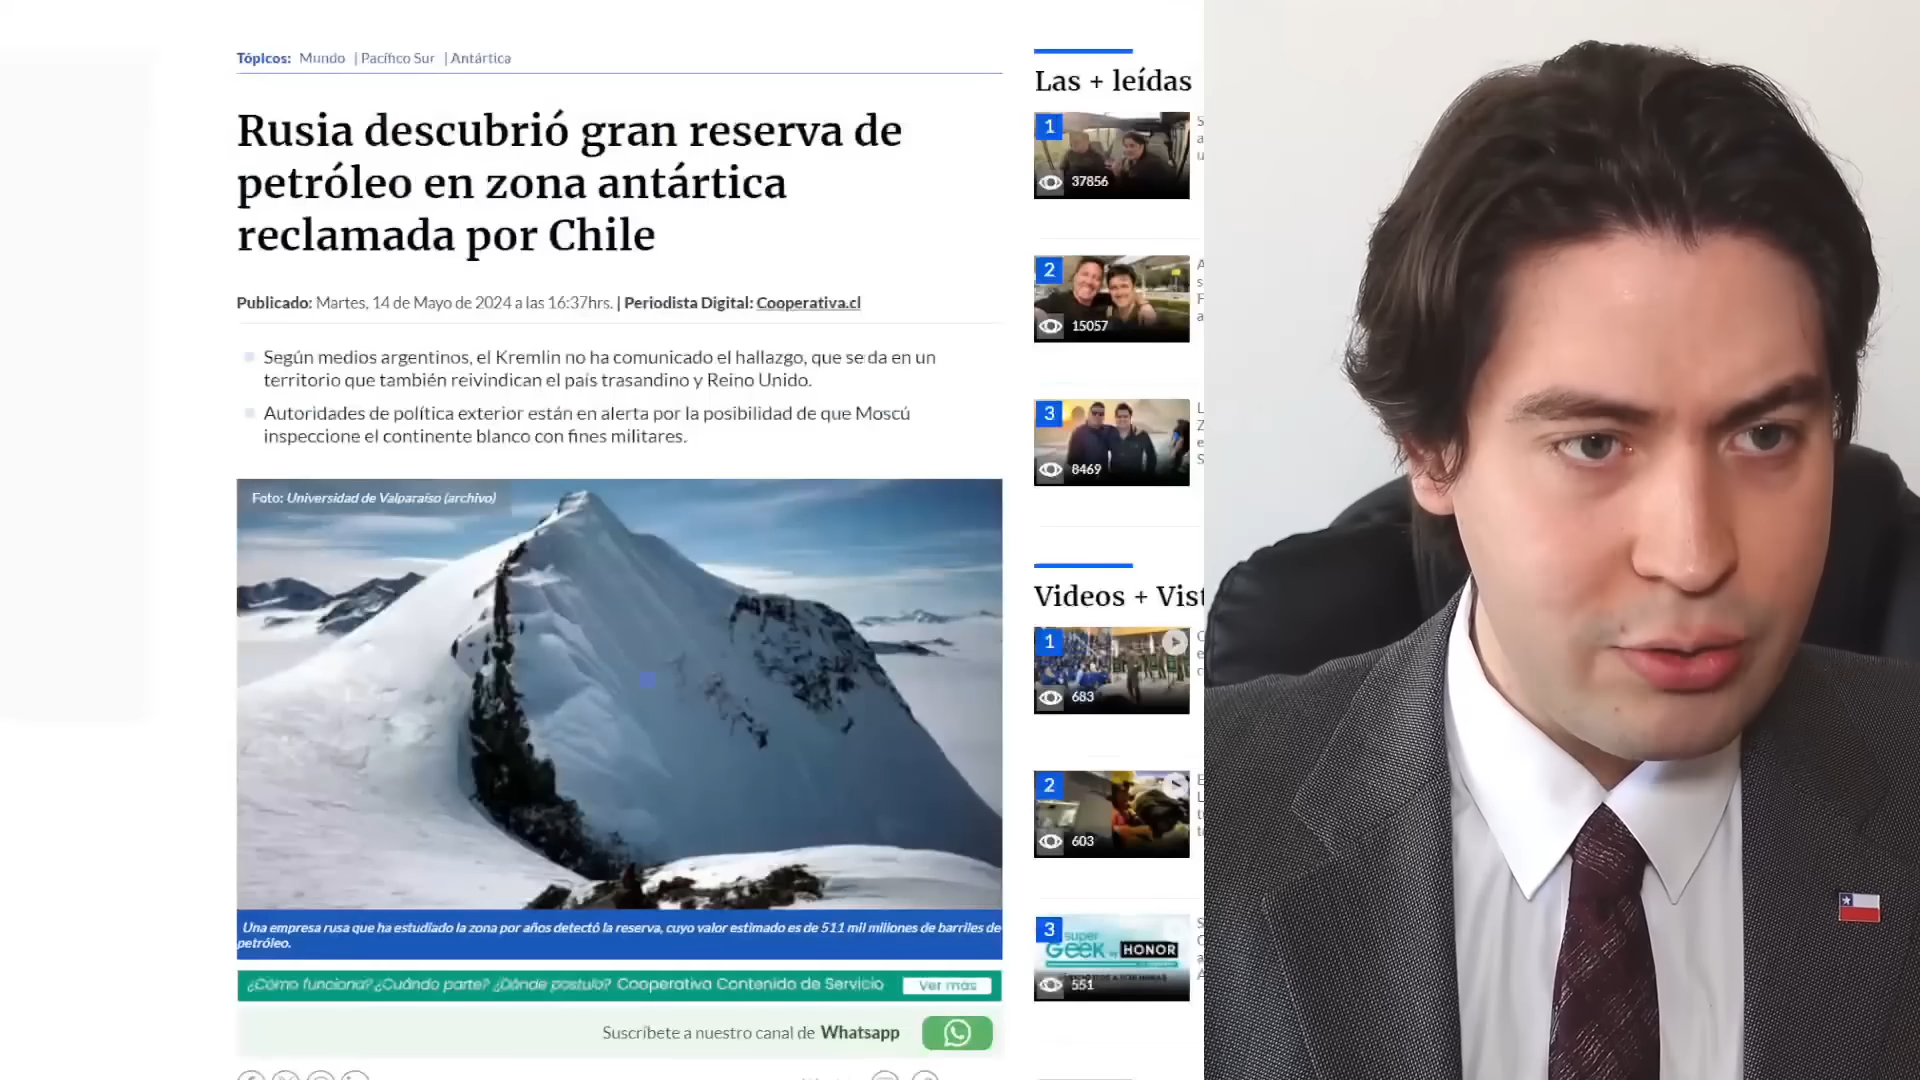 Tópicos: Mundo | Pacífico Sur | Antártica
Rusia descubrió gran reserva de
petróleo en zona antártica
reclamada por Chile
Publicado: Martes, 14 de Mayo de 2024 a las 16:37hrs. | Periodista Digital: Cooperativa.cl
Según medios argentinos, el Kremlin no ha comunicado el hallazgo, que se da en un
territorio que también reivindican el país trasandino y Reino Unido.
Autoridades de política exterior están en alerta por la posibilidad de que Moscú
inspeccione el continente blanco con fines militares.
Foto: Universidad de Valparaíso (archivo)
Una empresa rusa que ha estudiado la zona por años detectó la reserva, cuyo valor estimado es de 511 mil millones de barriles de
petróleo.
¿Cómo funciona? ¿Cuándo parte? ¿Dónde postulo? Cooperativa Contenido de Servicio Ver más
Suscríbete a nuestro canal de Whatsapp
Las + leídas
1
37856
2
15057
3
8469
Videos + Vist
1
683
2
603
3
super
Geek by HONOR
551